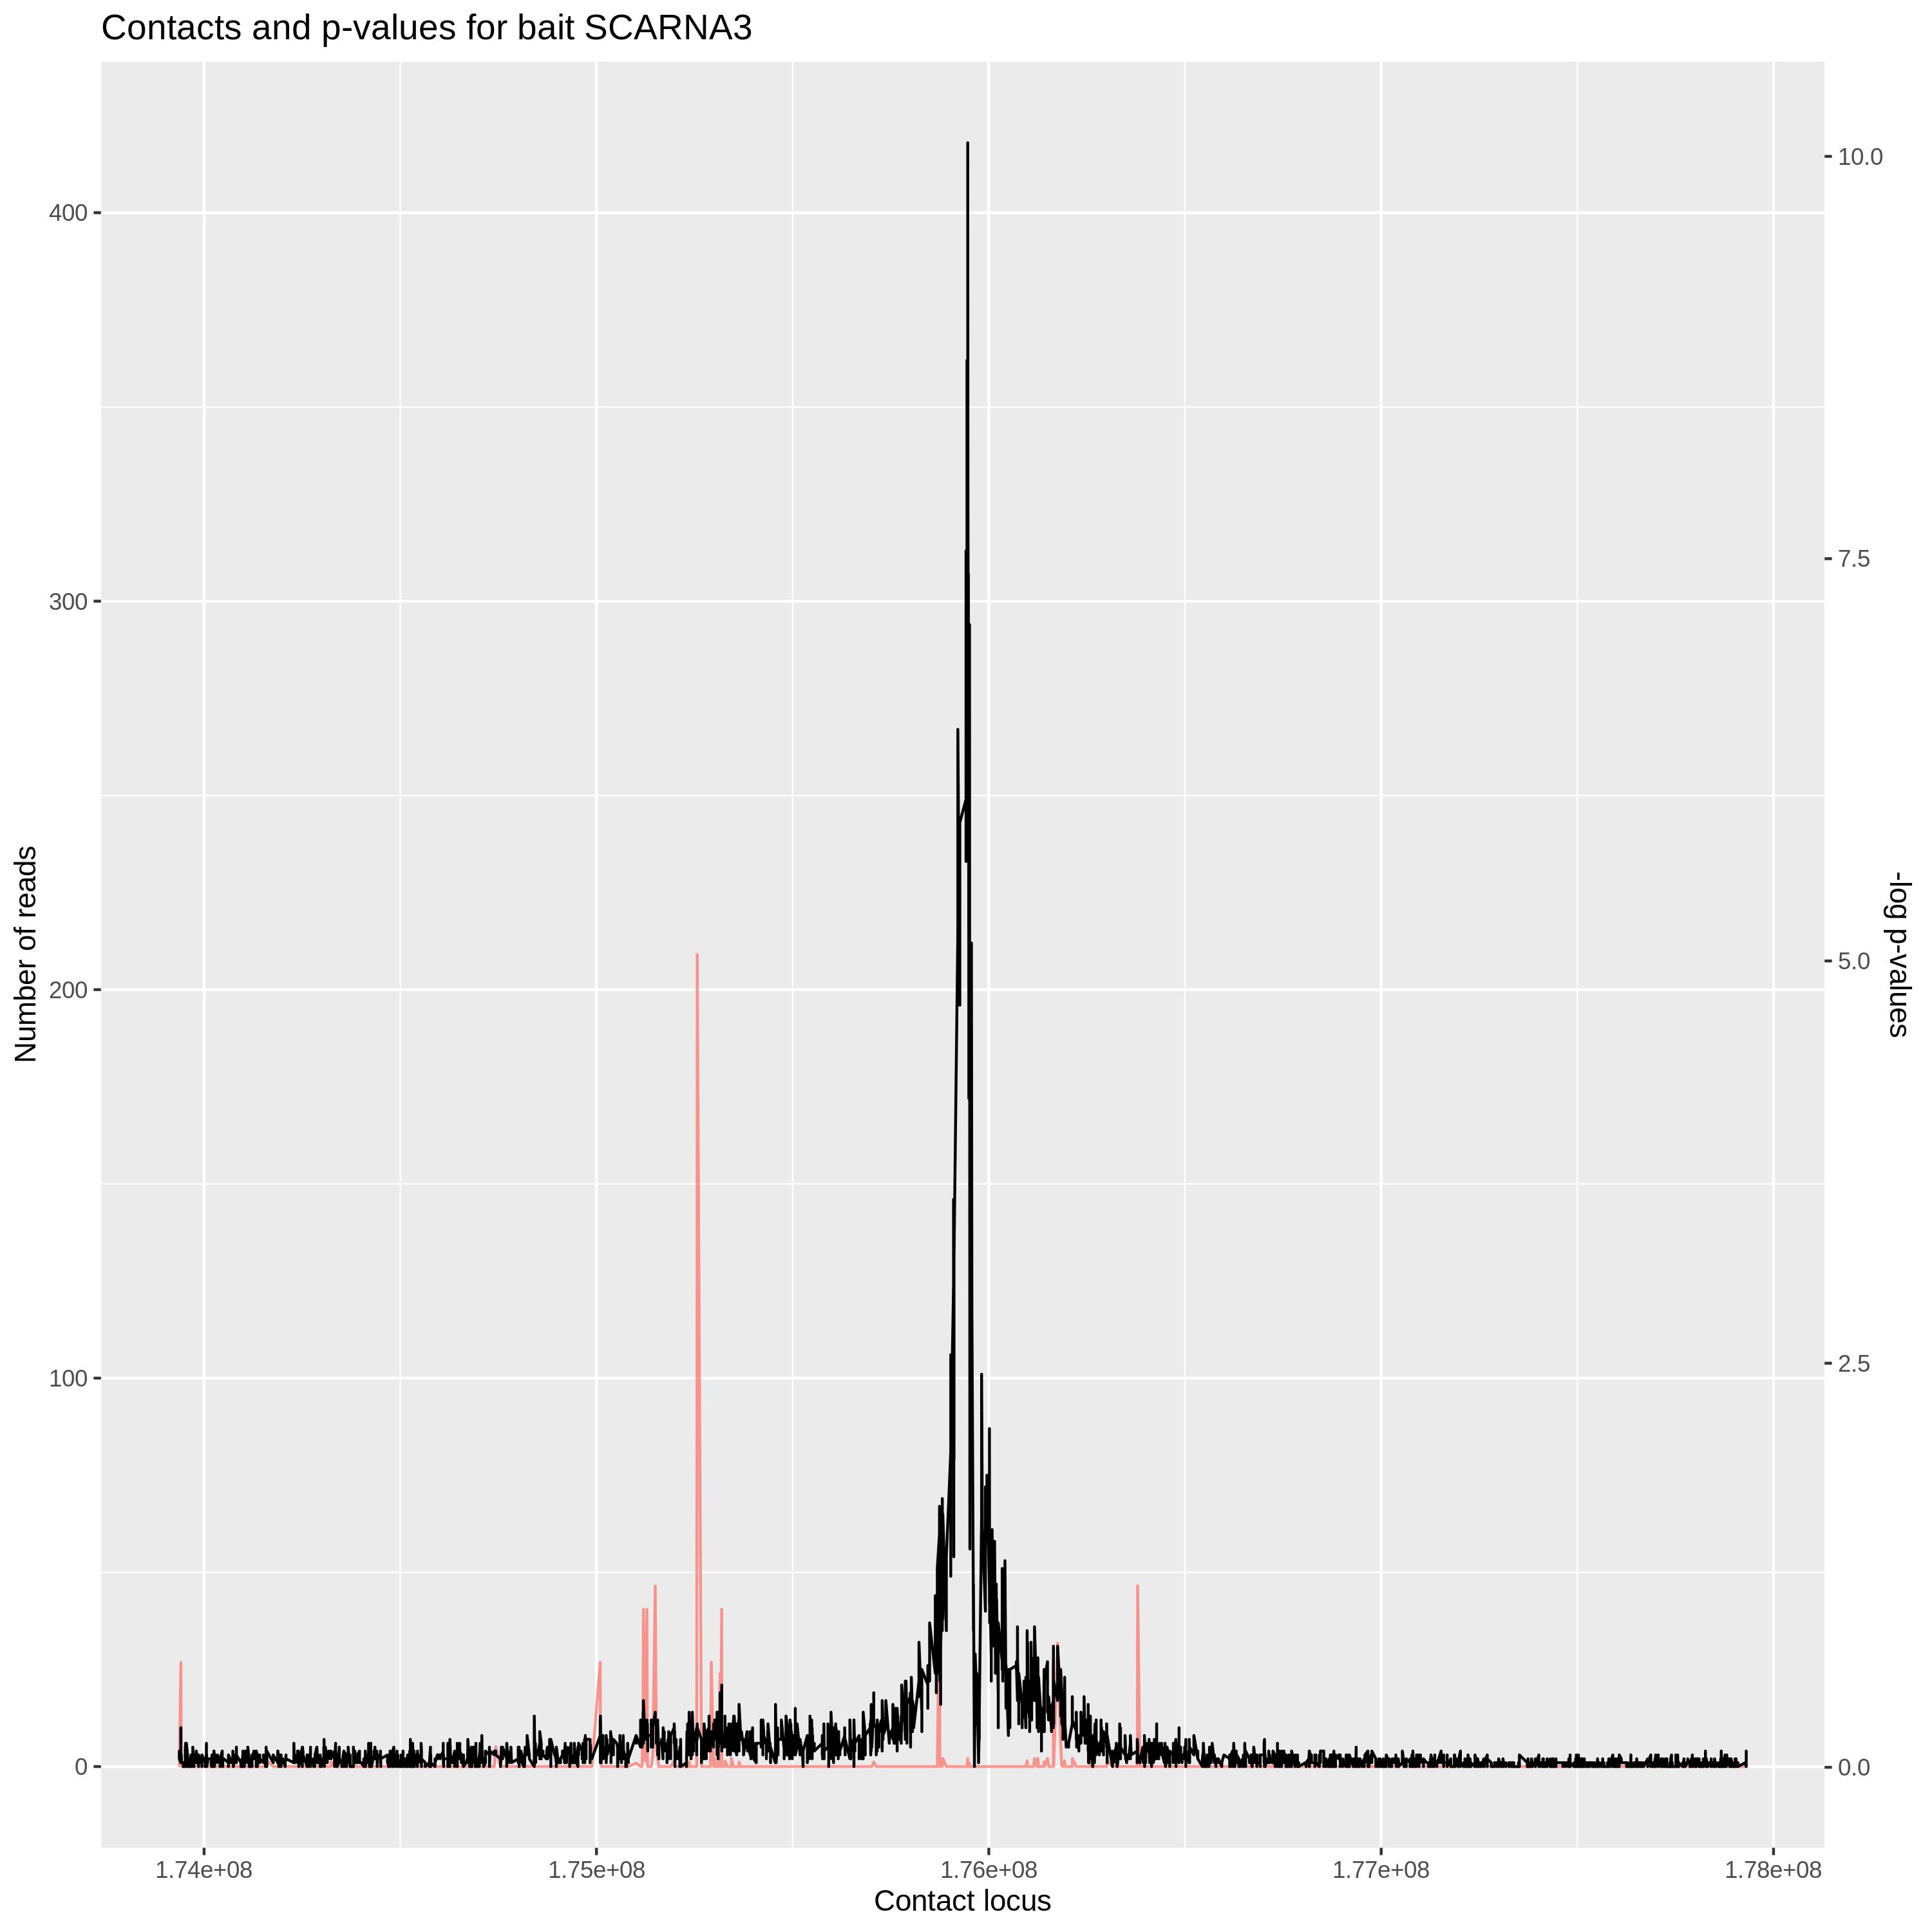 Contacts and p-values for bait SCARNA3
Number of reads
400
300
200
100
0
10.0
7.5
5.0
2.5
0.0
-log p-values
1.74e+08
1.75e+08
1.76e+08
1.77e+08
1.78e+08
Contact locus